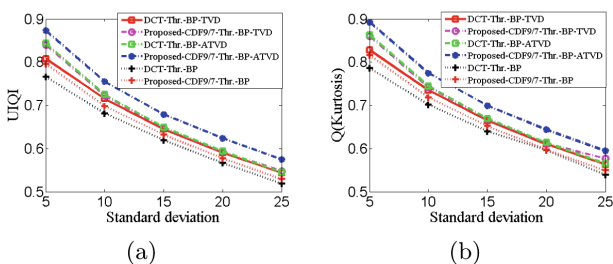 0.9
0.8
0.7
0.6
0.5
UIQI
5 10 15 20 25
Standard deviation
DCT-Thr.-BP-TVD
Proposed-CDF9/7-Thr.-BP-TVD
DCT-Thr.-BP-ATVD
Proposed-CDF9/7-Thr.-BP-ATVD
DCT-Thr.-BP
Proposed-CDF9/7-Thr.-BP
(a)
0.9
0.8
0.7
0.6
0.5
Q(Kurtosis)
5 10 15 20 25
Standard deviation
DCT-Thr.-BP-TVD
Proposed-CDF9/7-Thr.-BP-TVD
DCT-Thr.-BP-ATVD
Proposed-CDF9/7-Thr.-BP-ATVD
DCT-Thr.-BP
Proposed-CDF9/7-Thr.-BP
(b)